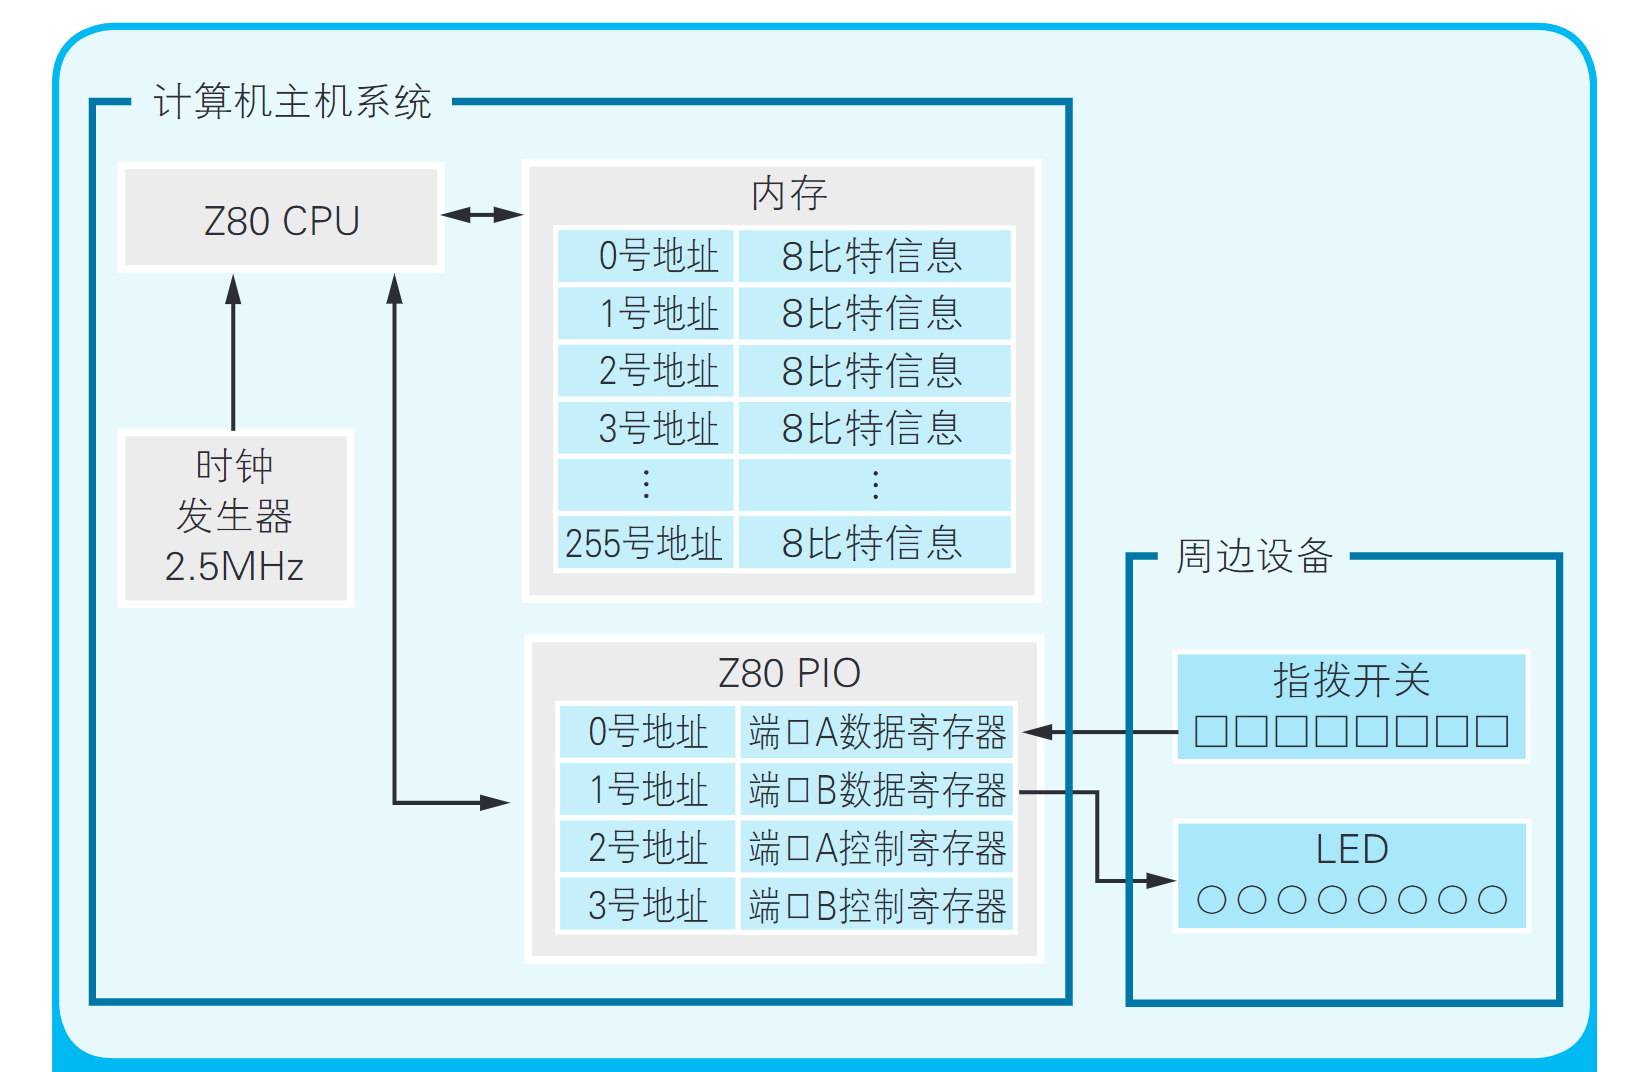 计算机主机系统
Z80 CPU
时钟
发生器
2.5MHz
内存
0号地址 8比特信息
1号地址 8比特信息
2号地址 8比特信息
3号地址 8比特信息
⋮ ⋮
255号地址 8比特信息
Z80 PIO
0号地址 端口A数据寄存器
1号地址 端口B数据寄存器
2号地址 端口A控制寄存器
3号地址 端口B控制寄存器
周边设备
指拨开关
LED